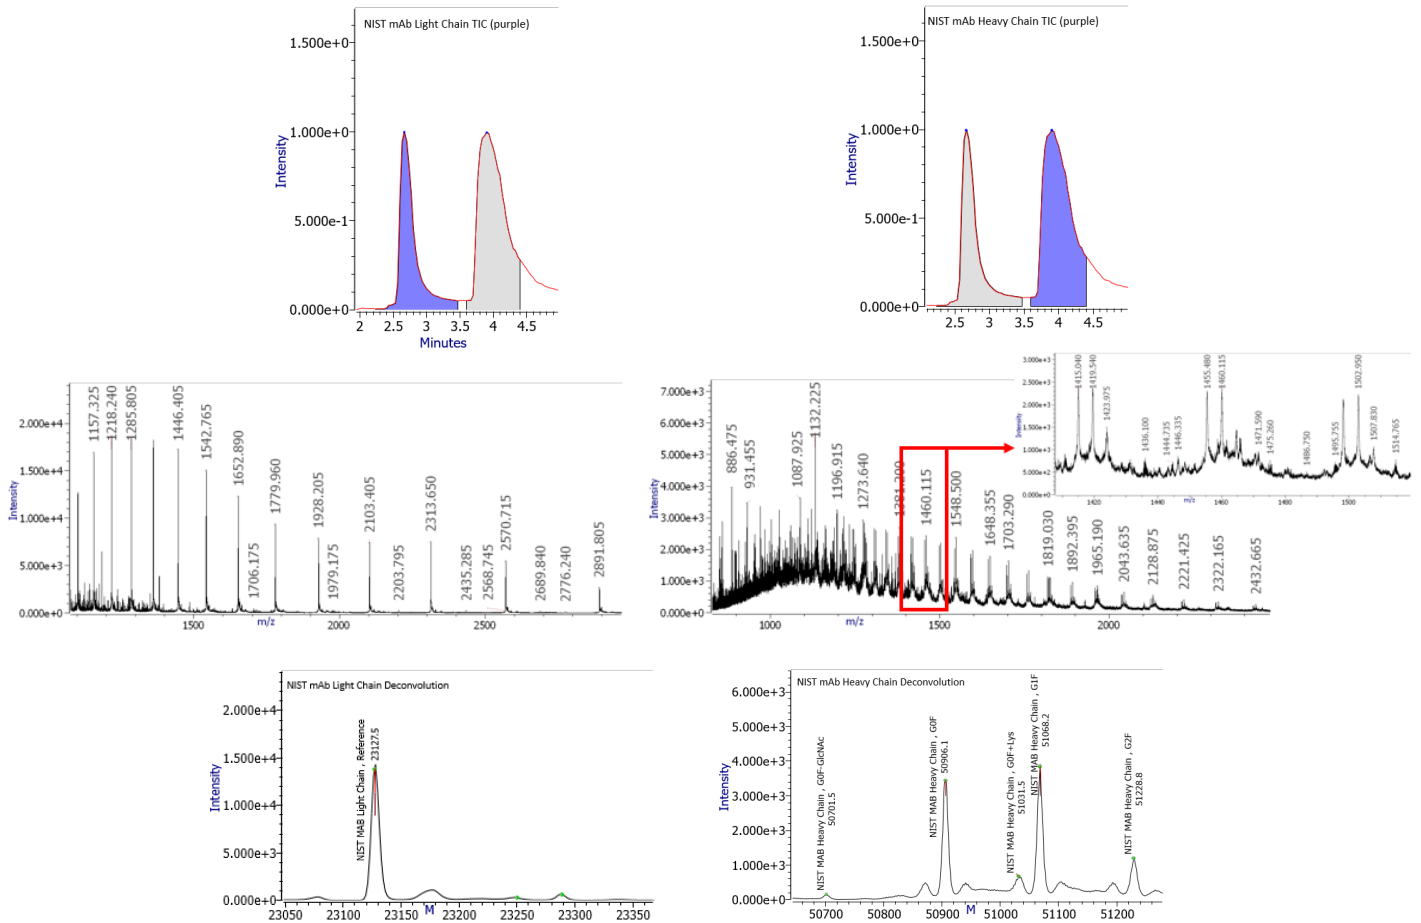 NIST mAb Light Chain TIC (purple)
1.500e+0
1.000e+0
5.000e-1
0.000e+0
Intensity
2 2.5 3 3.5 4 4.5
Minutes
NIST mAb Heavy Chain TIC (purple)
1.500e+0
1.000e+0
5.000e-1
0.000e+0
Intensity
2.5 3 3.5 4 4.5
2.000e+4
1.500e+4
1.000e+4
5.000e+3
0.000e+0
Intensity
1157.325
1218.240
1285.805
1446.405
1542.765
1652.890
1706.175
1779.960
1928.205
1979.175
2103.405
2203.795
2313.650
2435.285
2568.745
2570.715
2689.840
2776.240
2891.805
1500 2000 2500
m/z
7.000e+3
6.000e+3
5.000e+3
4.000e+3
3.000e+3
2.000e+3
1.000e+3
0.000e+0
Intensity
886.475
931.455
1087.925
1132.225
1196.915
1273.640
1460.115
1548.500
1648.355
1703.290
1819.030
1892.395
1965.190
2043.635
2128.875
2221.425
2322.165
2432.665
1000 1500 2000
m/z
3.000e+3
2.500e+3
2.000e+3
1.500e+3
1.000e+3
5.000e+2
0.000e+0
Intensity
1415.040
1419.540
1423.975
1436.100
1444.735
1446.335
1455.480
1460.115
1471.590
1475.260
1486.750
1495.755
1502.950
1507.830
1514.765
1420 1440 1460 1480 1500
m/z
NIST mAb Light Chain Deconvolution
2.000e+4
1.500e+4
1.000e+4
5.000e+3
0.000e+0
Intensity
NIST MAB Light Chain , Reference
23127.5
23050 23100 23150 23200 23250 23300 23350
M
NIST mAb Heavy Chain Deconvolution
6.000e+3
5.000e+3
4.000e+3
3.000e+3
2.000e+3
1.000e+3
0.000e+0
Intensity
NIST MAB Heavy Chain , G0F-GlcNAc
50701.5
NIST MAB Heavy Chain , G0F
50906.1
NIST MAB Heavy Chain , G0F+Lys
51031.5
NIST MAB Heavy Chain , G1F
51068.2
NIST MAB Heavy Chain , G2F
51228.8
50700 50800 50900 51000 51100 51200
M